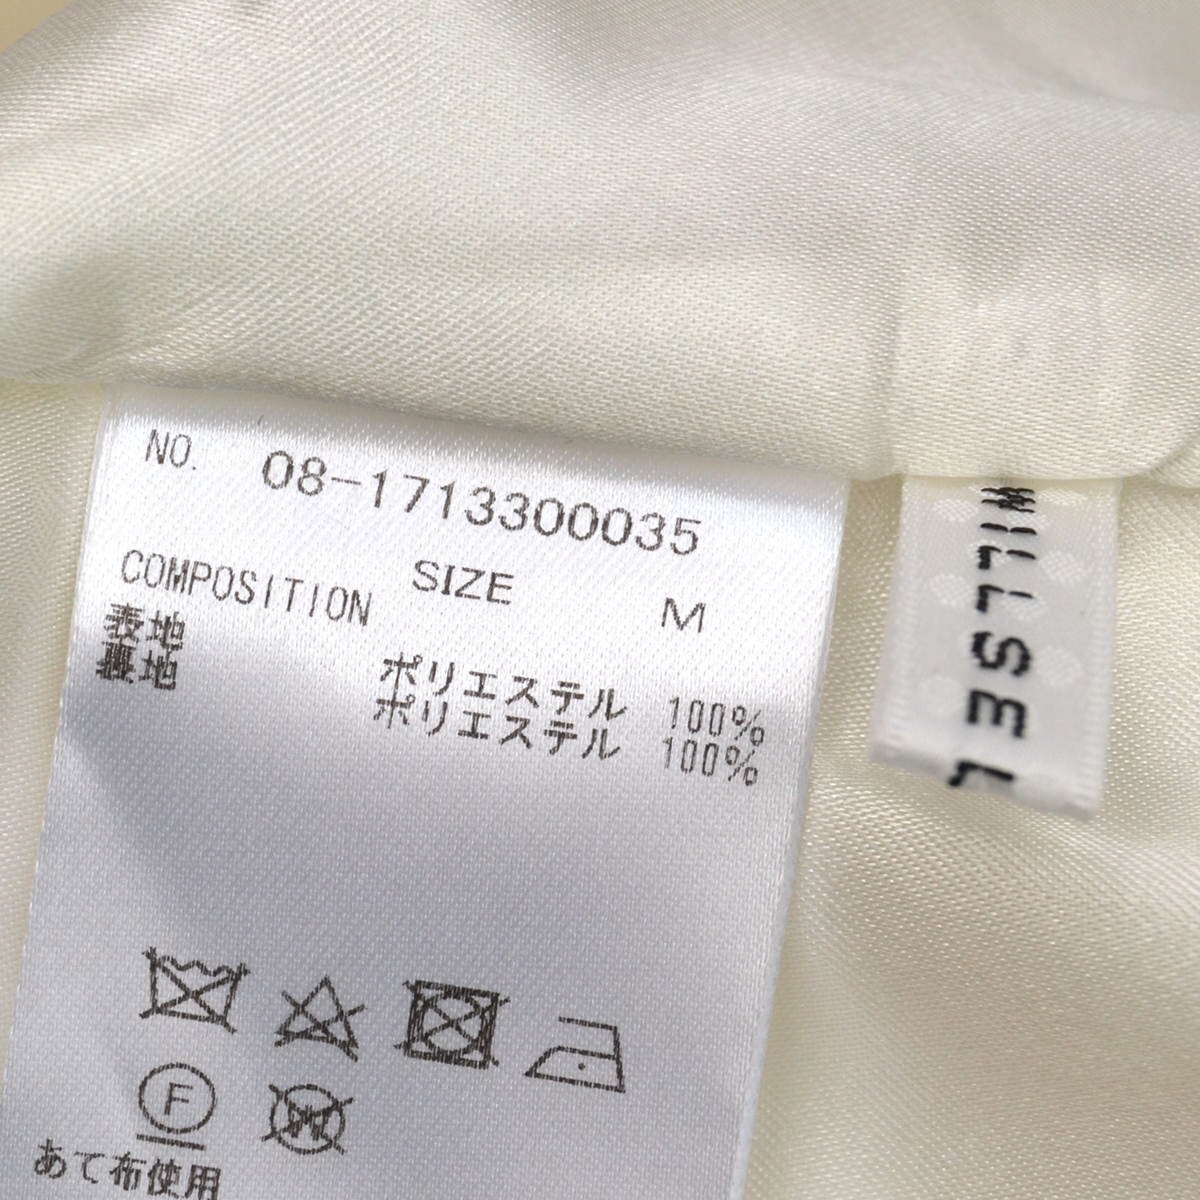 NO. 08-1713300035
SIZE M
COMPOSITION
表地 ポリエステル 100%
裏地 ポリエステル 100%
F
W
あて布使用
WILLSE